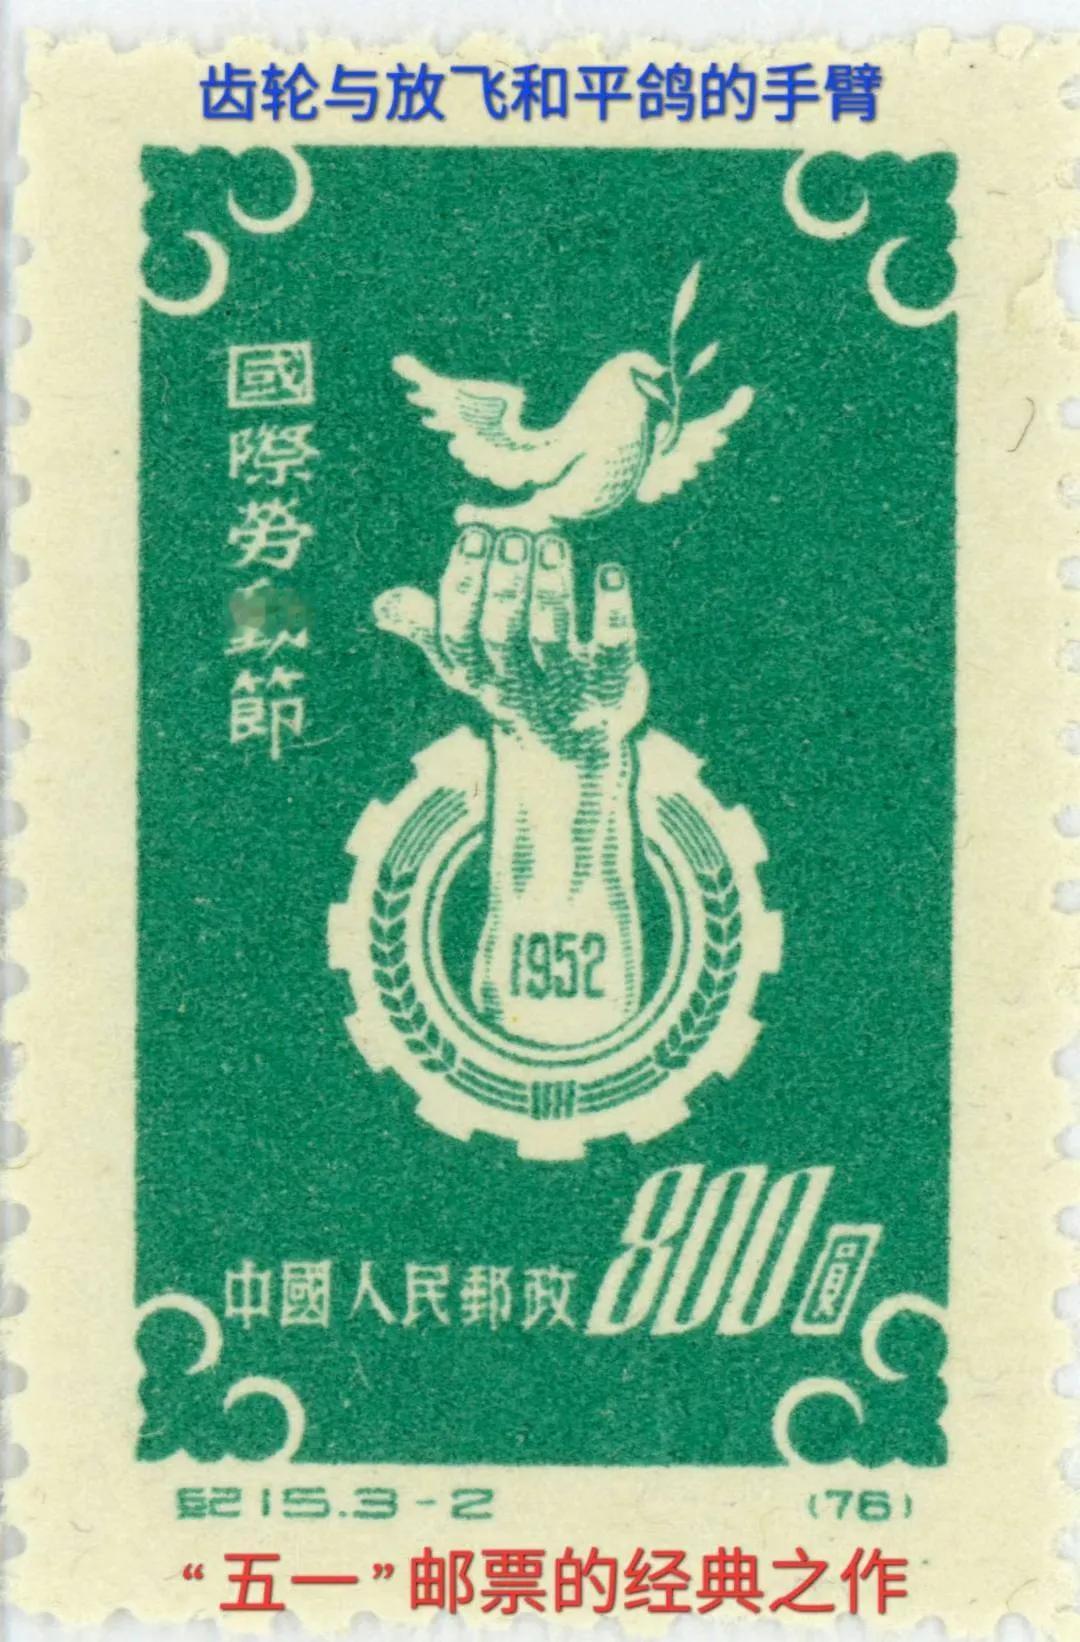 齿轮与放飞和平鸽的手臂
國際勞動節
1952
800圓
中國人民郵政
紀15.3-2
(76)
“五一”邮票的经典之作